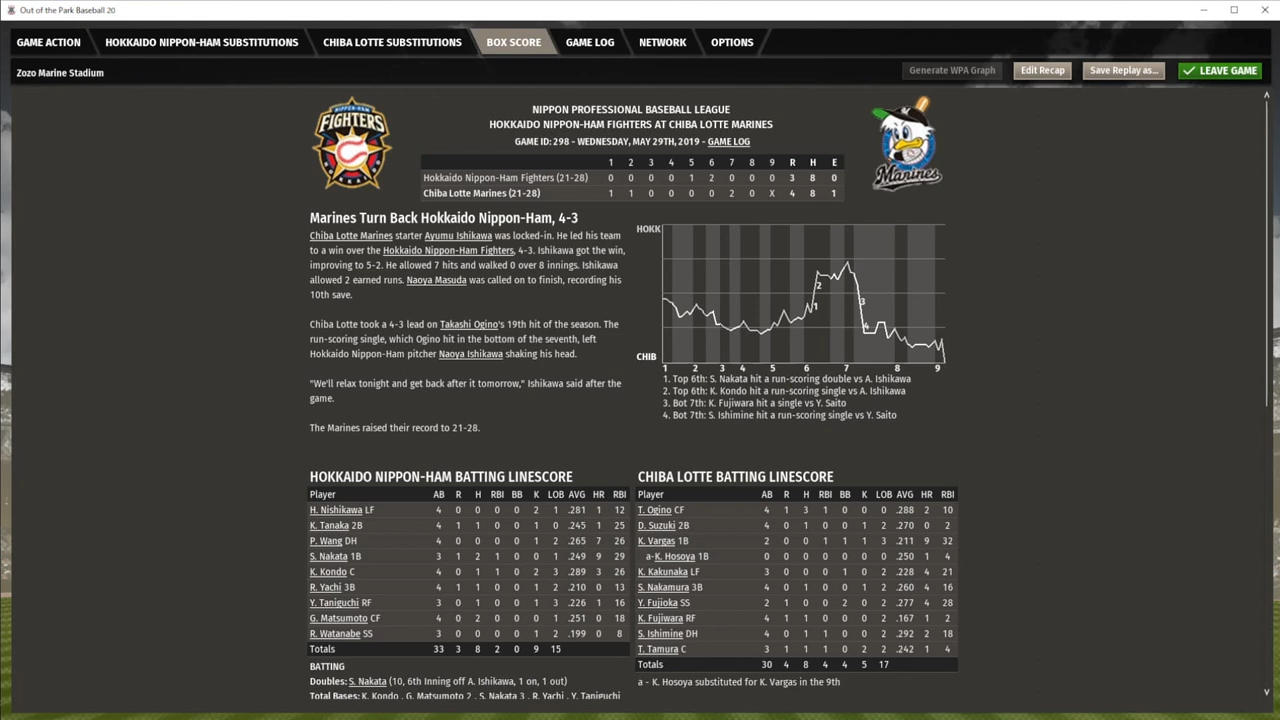 Out of the Park Baseball 20
GAME ACTION HOKKAIDO NIPPON-HAM SUBSTITUTIONS CHIBA LOTTE SUBSTITUTIONS BOX SCORE GAME LOG NETWORK OPTIONS
Zozo Marine Stadium Generate WPA Graph Edit Recap Save Replay as... LEAVE GAME
NIPPON-HAM FIGHTERS
NIPPON PROFESSIONAL BASEBALL LEAGUE
HOKKAIDO NIPPON-HAM FIGHTERS AT CHIBA LOTTE MARINES
GAME ID: 298 - WEDNESDAY, MAY 29TH, 2019 - GAME LOG
Marines
1 2 3 4 5 6 7 8 9 R H E
Hokkaido Nippon-Ham Fighters (21-28) 0 0 0 0 1 2 0 0 0 3 8 0
Chiba Lotte Marines (21-28) 1 1 0 0 0 0 2 0 X 4 8 1
Marines Turn Back Hokkaido Nippon-Ham, 4-3
Chiba Lotte Marines starter Ayumu Ishikawa was locked-in. He led his team
to a win over the Hokkaido Nippon-Ham Fighters, 4-3. Ishikawa got the win,
improving to 5-2. He allowed 7 hits and walked 0 over 8 innings. Ishikawa
allowed 2 earned runs. Naoya Masuda was called on to finish, recording his
10th save.
Chiba Lotte took a 4-3 lead on Takashi Ogino's 19th hit of the season. The
run-scoring single, which Ogino hit in the bottom of the seventh, left
Hokkaido Nippon-Ham pitcher Naoya Ishikawa shaking his head.
"We'll relax tonight and get back after it tomorrow," Ishikawa said after the
game.
The Marines raised their record to 21-28.
HOKK
1 2 3 4
CHIB
1 2 3 4 5 6 7 8 9
1. Top 6th: S. Nakata hit a run-scoring double vs A. Ishikawa
2. Top 6th: K. Kondo hit a run-scoring single vs A. Ishikawa
3. Bot 7th: K. Fujiwara hit a single vs Y. Saito
4. Bot 7th: S. Ishimine hit a run-scoring single vs Y. Saito
HOKKAIDO NIPPON-HAM BATTING LINESCORE
Player AB R H RBI BB K LOB AVG HR RBI
H. Nishikawa LF 4 0 0 0 0 2 1 .281 1 12
K. Tanaka 2B 4 1 1 0 0 1 0 .245 1 25
P. Wang DH 4 0 0 0 0 1 2 .265 7 26
S. Nakata 1B 3 1 2 1 0 0 1 .249 9 29
K. Kondo C 4 0 1 1 0 2 3 .289 3 26
R. Yachi 3B 4 1 1 0 0 1 2 .210 0 13
Y. Taniguchi RF 3 0 1 0 0 1 3 .226 1 16
G. Matsumoto CF 4 0 2 0 0 0 1 .251 0 18
R. Watanabe SS 3 0 0 0 0 1 2 .199 0 8
Totals 33 3 8 2 0 9 15
BATTING
Doubles: S. Nakata (10, 6th Inning off A. Ishikawa, 1 on, 1 out)
Total Bases: K. Kondo , G. Matsumoto 2 , S. Nakata 3 , R. Yachi , Y. Taniguchi
CHIBA LOTTE BATTING LINESCORE
Player AB R H RBI BB K LOB AVG HR RBI
T. Ogino CF 4 1 3 1 0 0 0 .288 2 10
D. Suzuki 2B 4 0 1 0 0 1 2 .270 0 2
K. Vargas 1B 2 0 0 1 1 1 3 .211 9 32
a-K. Hosoya 1B 0 0 0 0 0 0 0 .250 1 4
K. Kakunaka LF 3 0 0 0 1 0 2 .228 4 21
S. Nakamura 3B 4 0 1 0 0 1 2 .260 4 16
Y. Fujioka SS 2 1 0 0 2 0 2 .277 4 28
K. Fujiwara RF 4 1 1 0 0 0 2 .167 1 2
S. Ishimine DH 4 0 1 1 0 0 2 .292 2 18
T. Tamura C 3 1 1 1 0 2 2 .242 1 4
Totals 30 4 8 4 4 5 17
a - K. Hosoya substituted for K. Vargas in the 9th